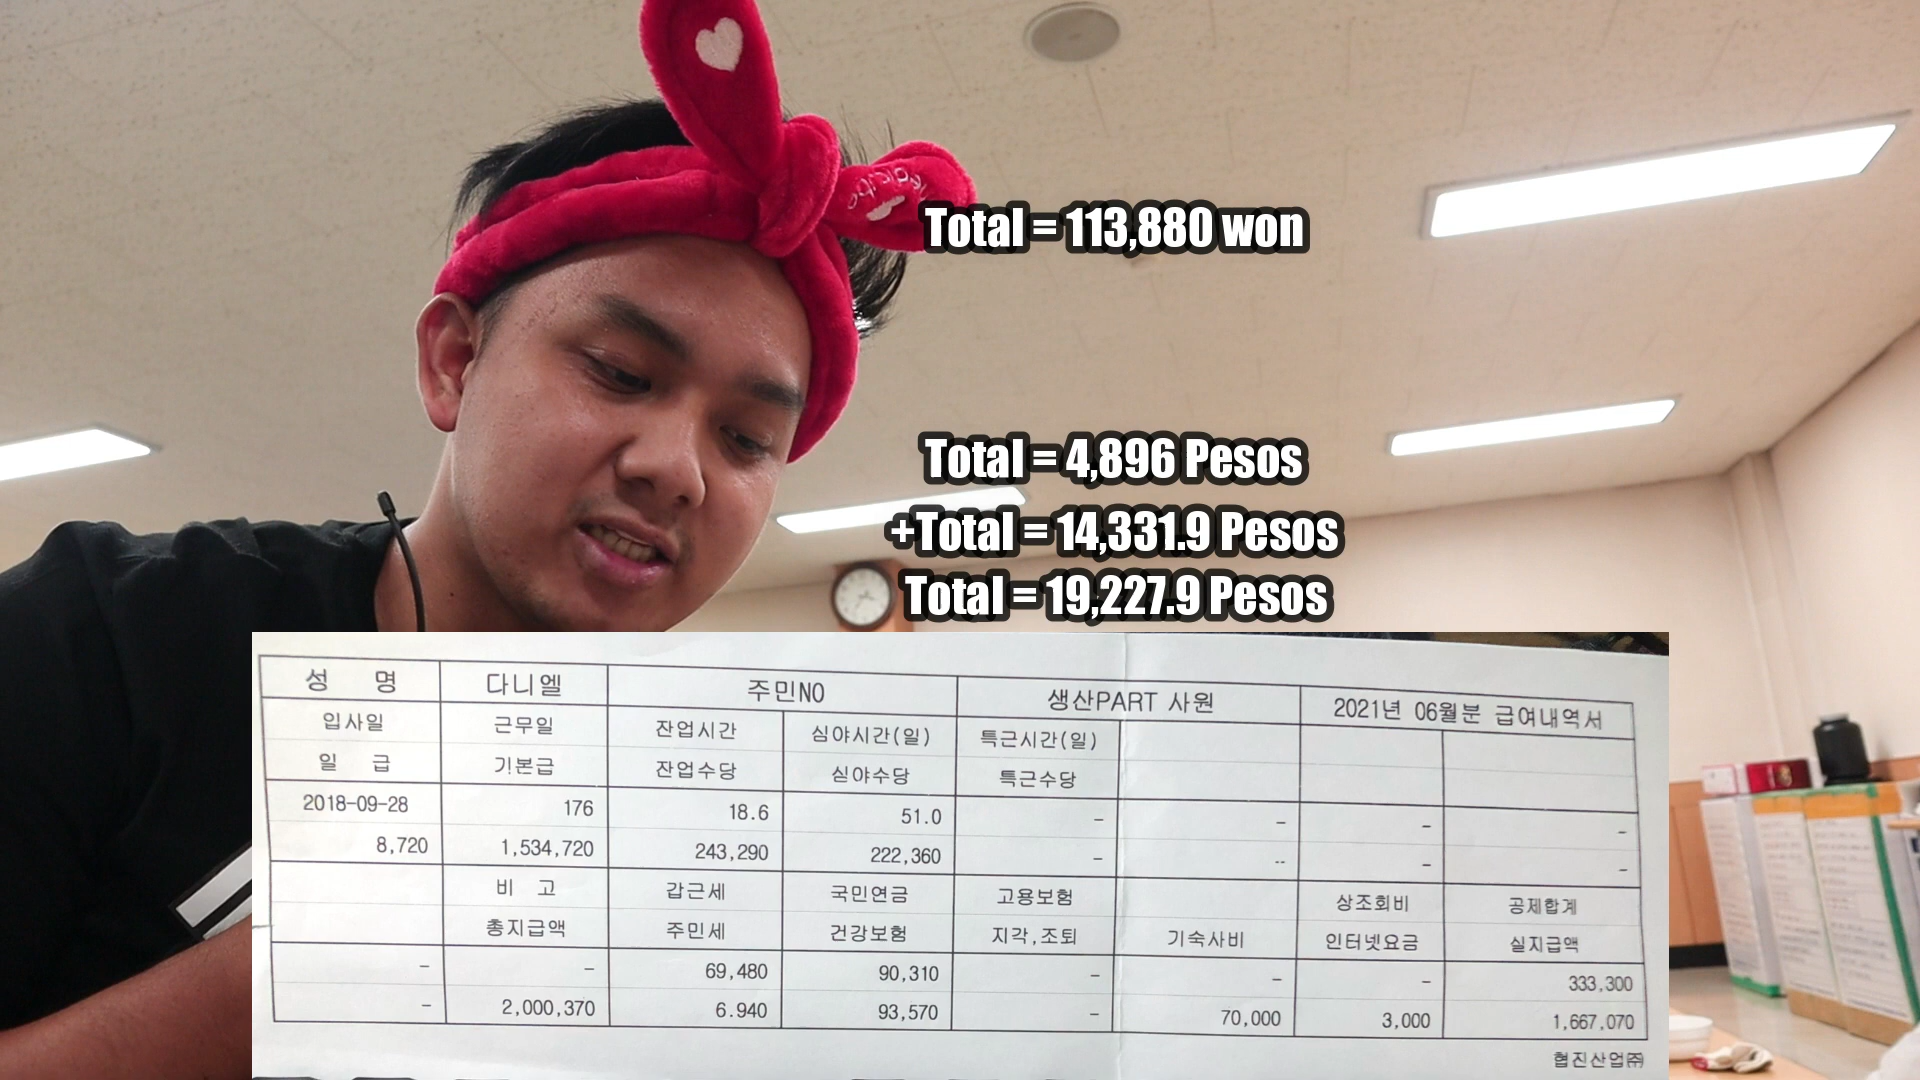 Total = 113,880 won
Total = 4,896 Pesos
+Total = 14,331.9 Pesos
Total = 19,227.9 Pesos
성 명 다니엘 주민NO 생산PART 사원 2021년 06월분 급여내역서
입사일 근무일 잔업시간 심야시간(일) 특근시간(일)
일 급 기본급 잔업수당 심야수당 특근수당
2018-09-28 176 18.6 51.0 - - - -
8,720 1,534,720 243,290 222,360 - -- - -
비 고 갑근세 국민연금 고용보험 상조회비 공제합계
총지급액 주민세 건강보험 지각,조퇴 기숙사비 인터넷요금 실지급액
- - 69,480 90,310 - - - 333,300
- 2,000,370 6.940 93,570 - 70,000 3,000 1,667,070
협진산업㈜